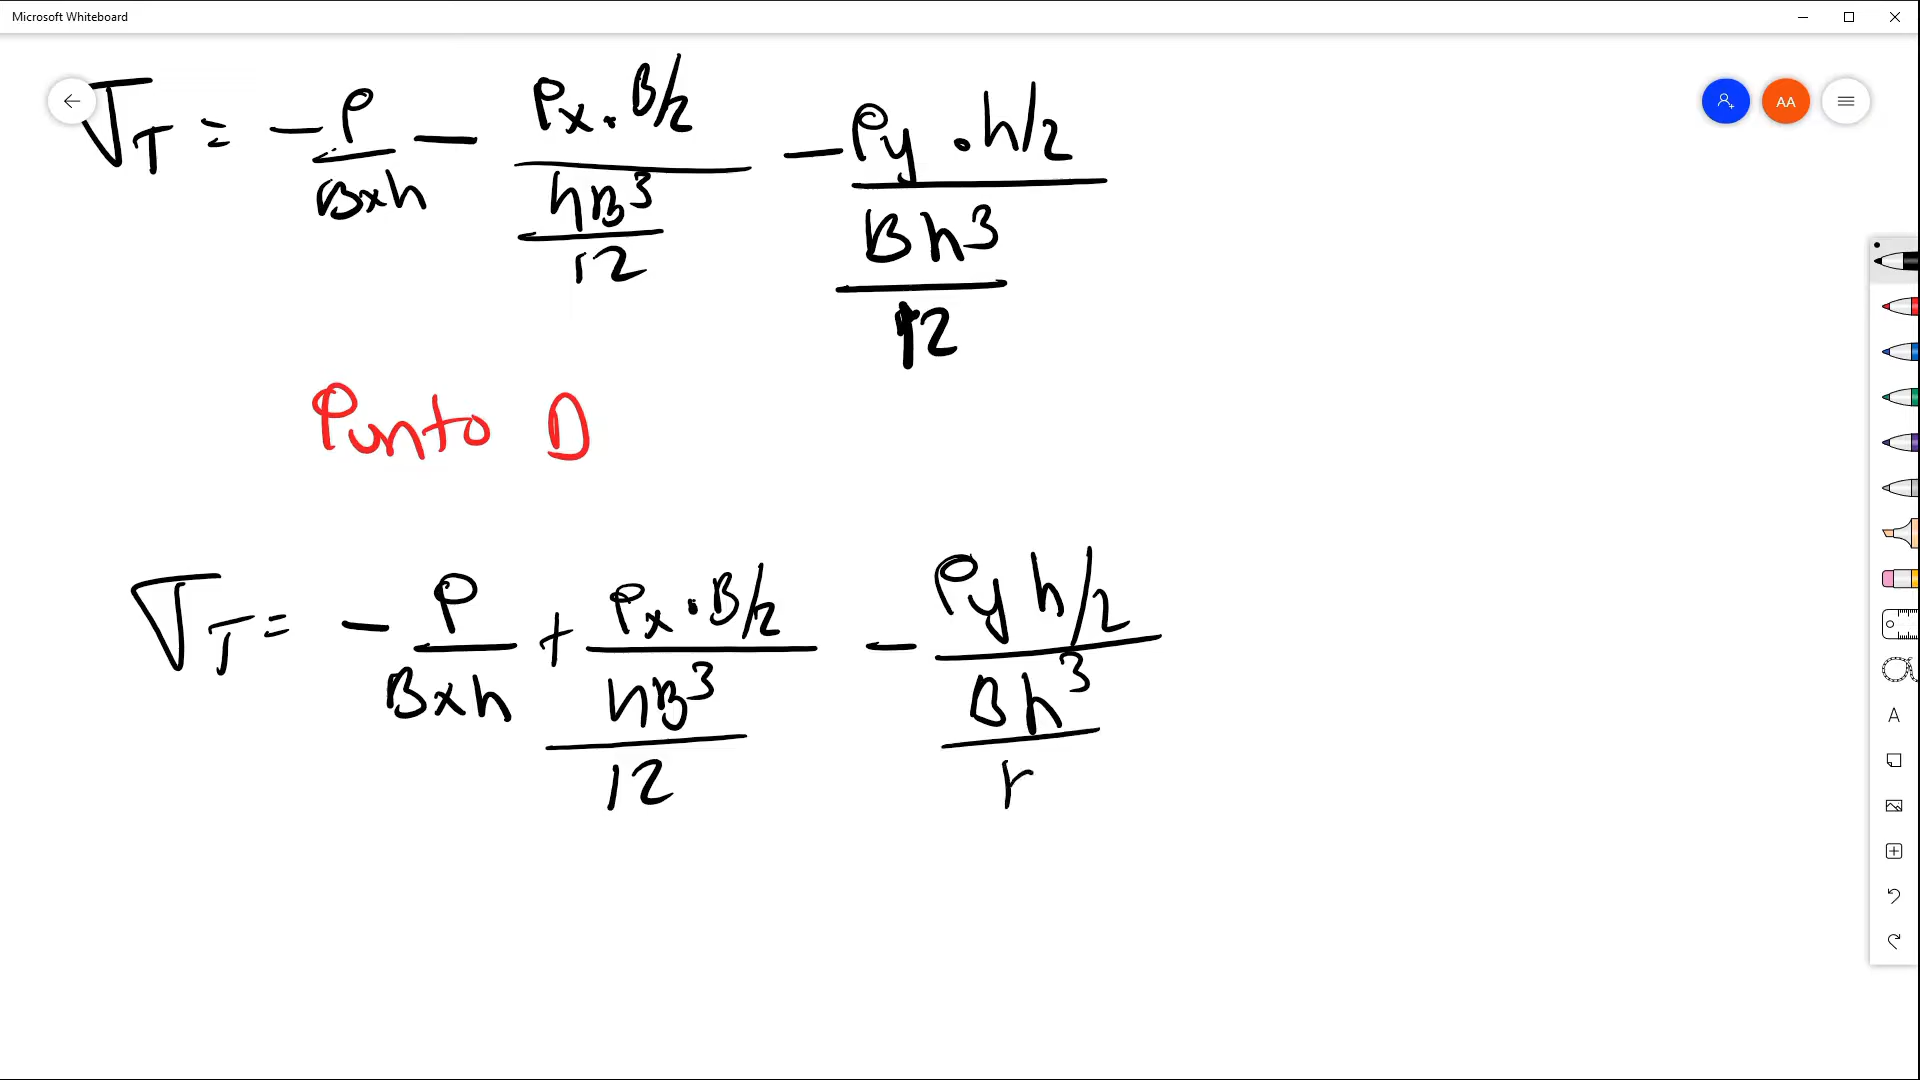 Microsoft Whiteboard
σT = - P/Bxh - (Px · B/2)/(hB³/12) - (Py · h/2)/(Bh³/12)
AA
Punto D
σT = - P/Bxh + (Px · B/2)/(hB³/12) - (Py h/2)/(Bh³/r)
A